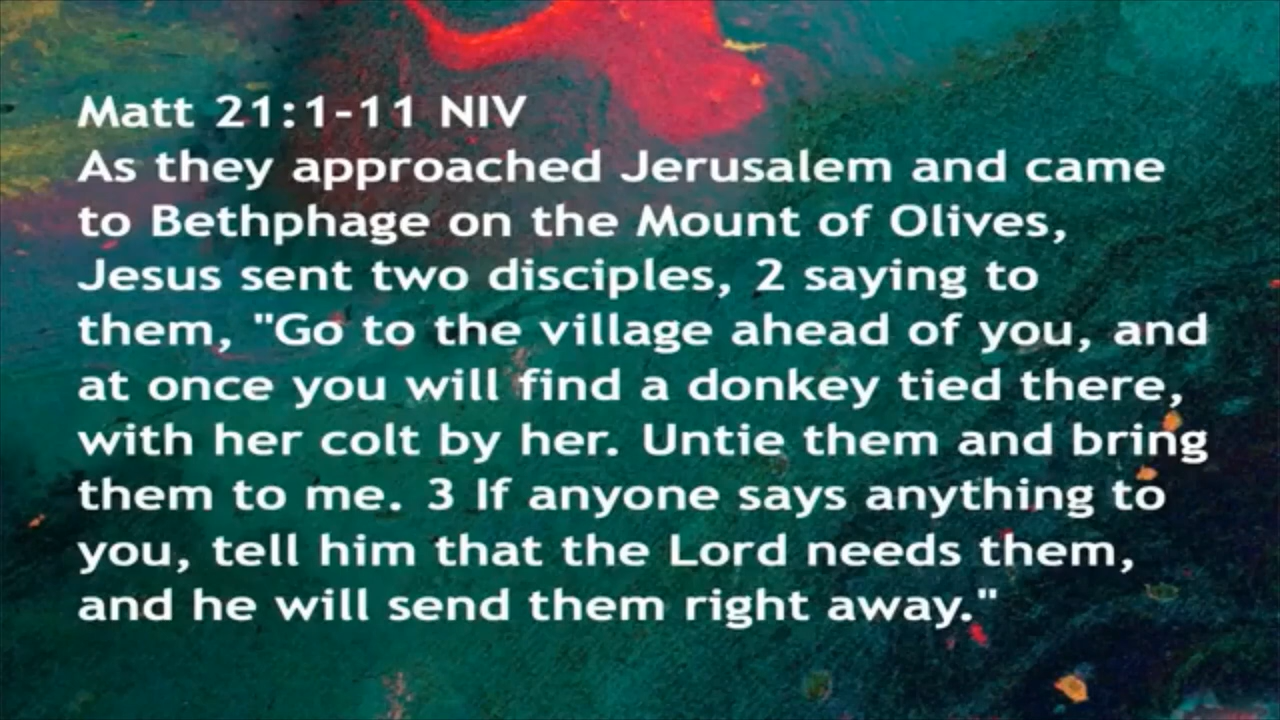 Matt 21:1-11 NIV
As they approached Jerusalem and came
to Bethphage on the Mount of Olives,
Jesus sent two disciples, 2 saying to
them, "Go to the village ahead of you, and
at once you will find a donkey tied there,
with her colt by her. Untie them and bring
them to me. 3 If anyone says anything to
you, tell him that the Lord needs them,
and he will send them right away."